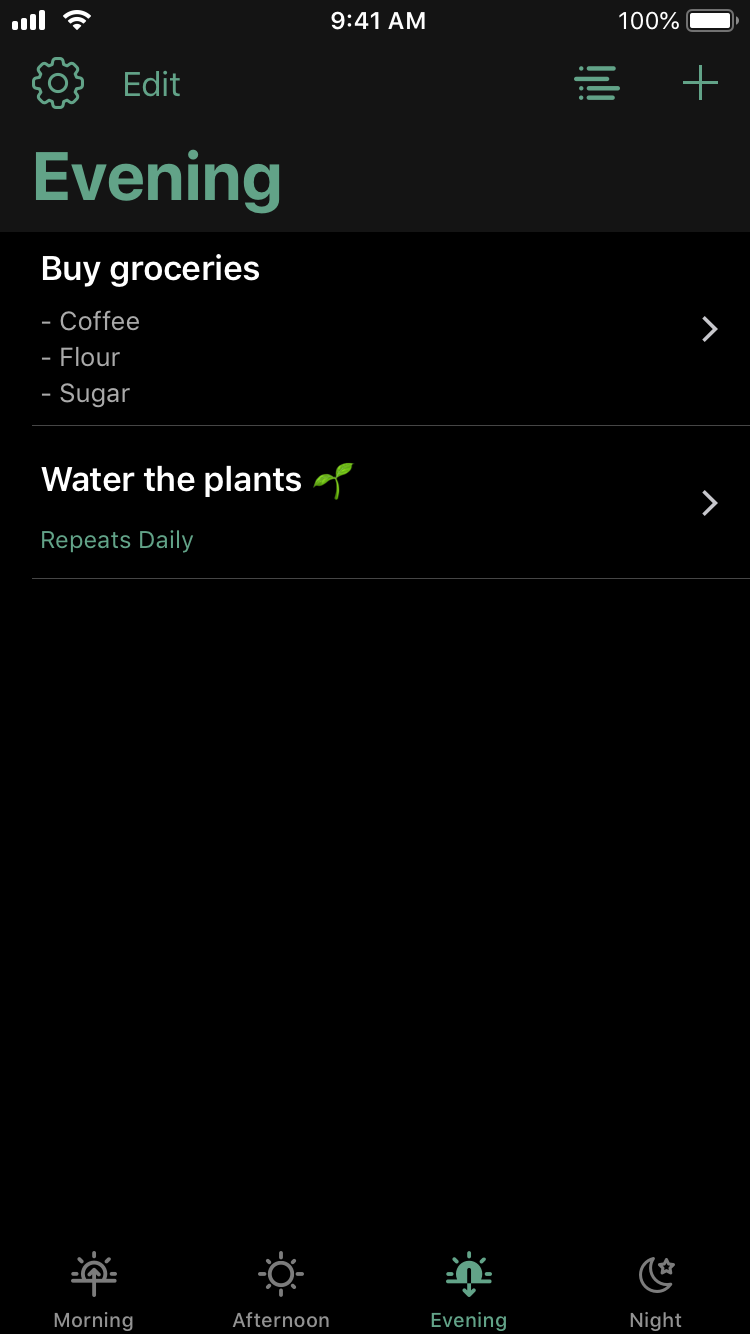 9:41 AM 100%
Edit
Evening
Buy groceries
- Coffee
- Flour
- Sugar
Water the plants 🌱
Repeats Daily
Morning Afternoon Evening Night